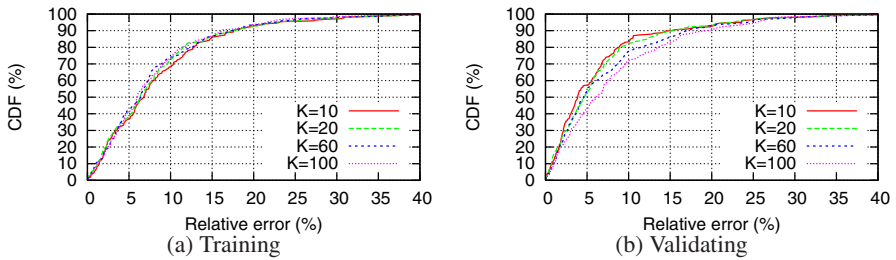 100
90
80
70
60
50
40
30
20
10
0
CDF (%)
K=10
K=20
K=60
K=100
0 5 10 15 20 25 30 35 40
Relative error (%)
(a) Training
100
90
80
70
60
50
40
30
20
10
0
CDF (%)
K=10
K=20
K=60
K=100
0 5 10 15 20 25 30 35 40
Relative error (%)
(b) Validating